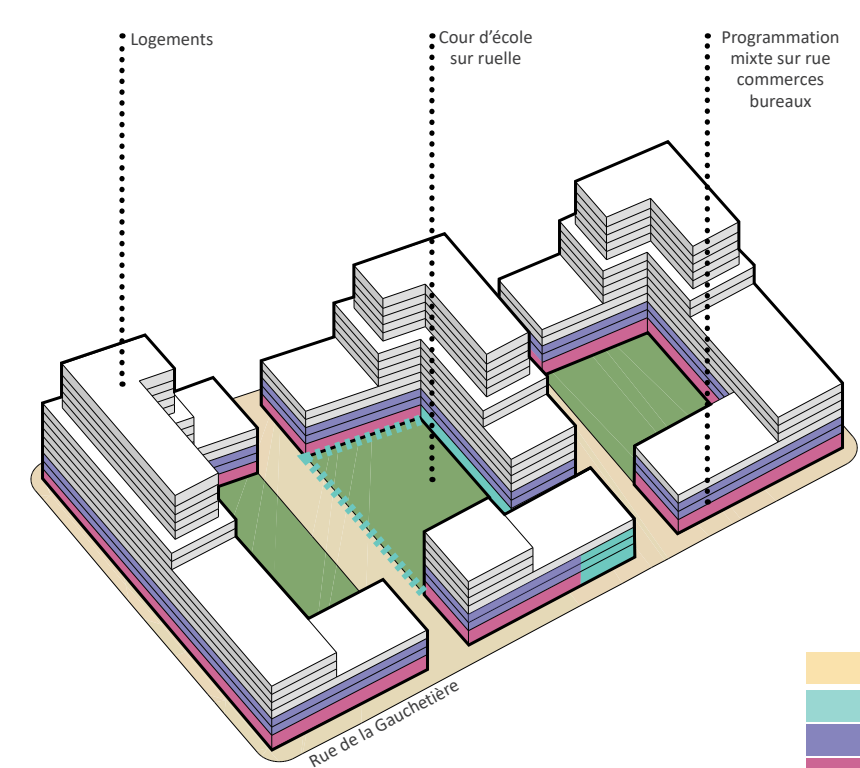 Logements
Cour d'école
sur ruelle
Programmation
mixte sur rue
commerces
bureaux
Rue de la Gauchetière